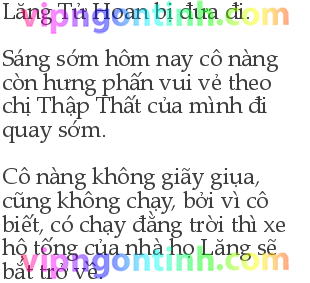 Lăng Tử Hoan bị đưa đi.
vipngontinh.com
Sáng sớm hôm nay cô nàng
còn hưng phấn vui vẻ theo
chị Thập Thất của mình đi
quay sớm.
vipngontinh.com
Cô nàng không giãy giụa,
cũng không chạy, bởi vì cô
biết, có chạy đằng trời thì xe
hộ tống của nhà họ Lăng sẽ
bắt trở về.
vipngontinh.com